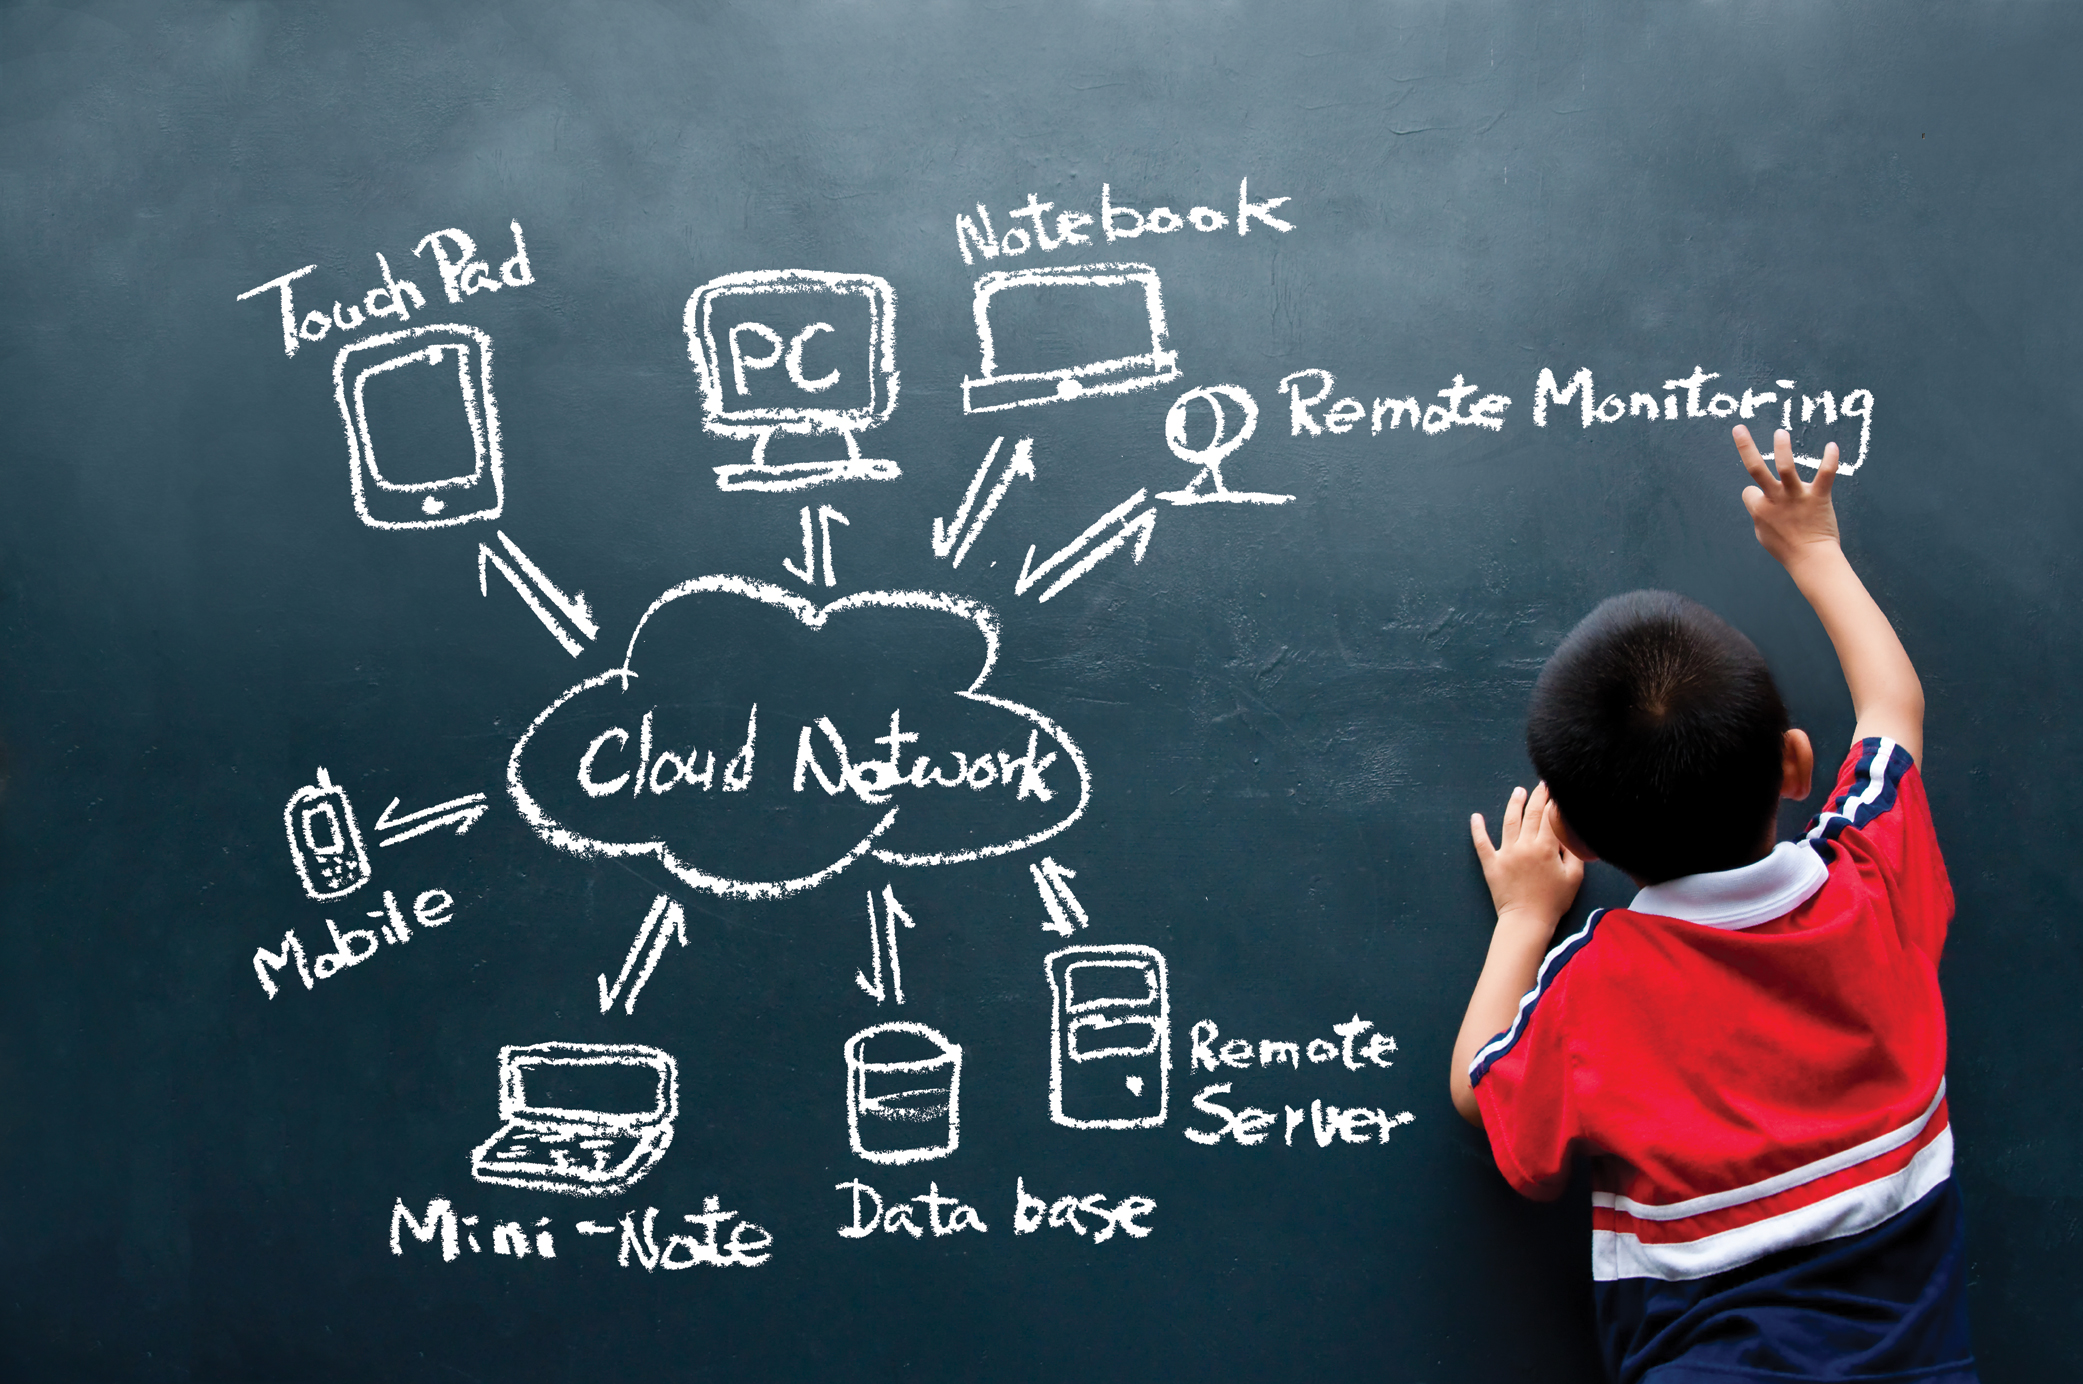 Notebook
Touch Pad
PC
Remote Monitoring
Cloud Network
Mobile
Remote
Server
Mini-Note
Data base